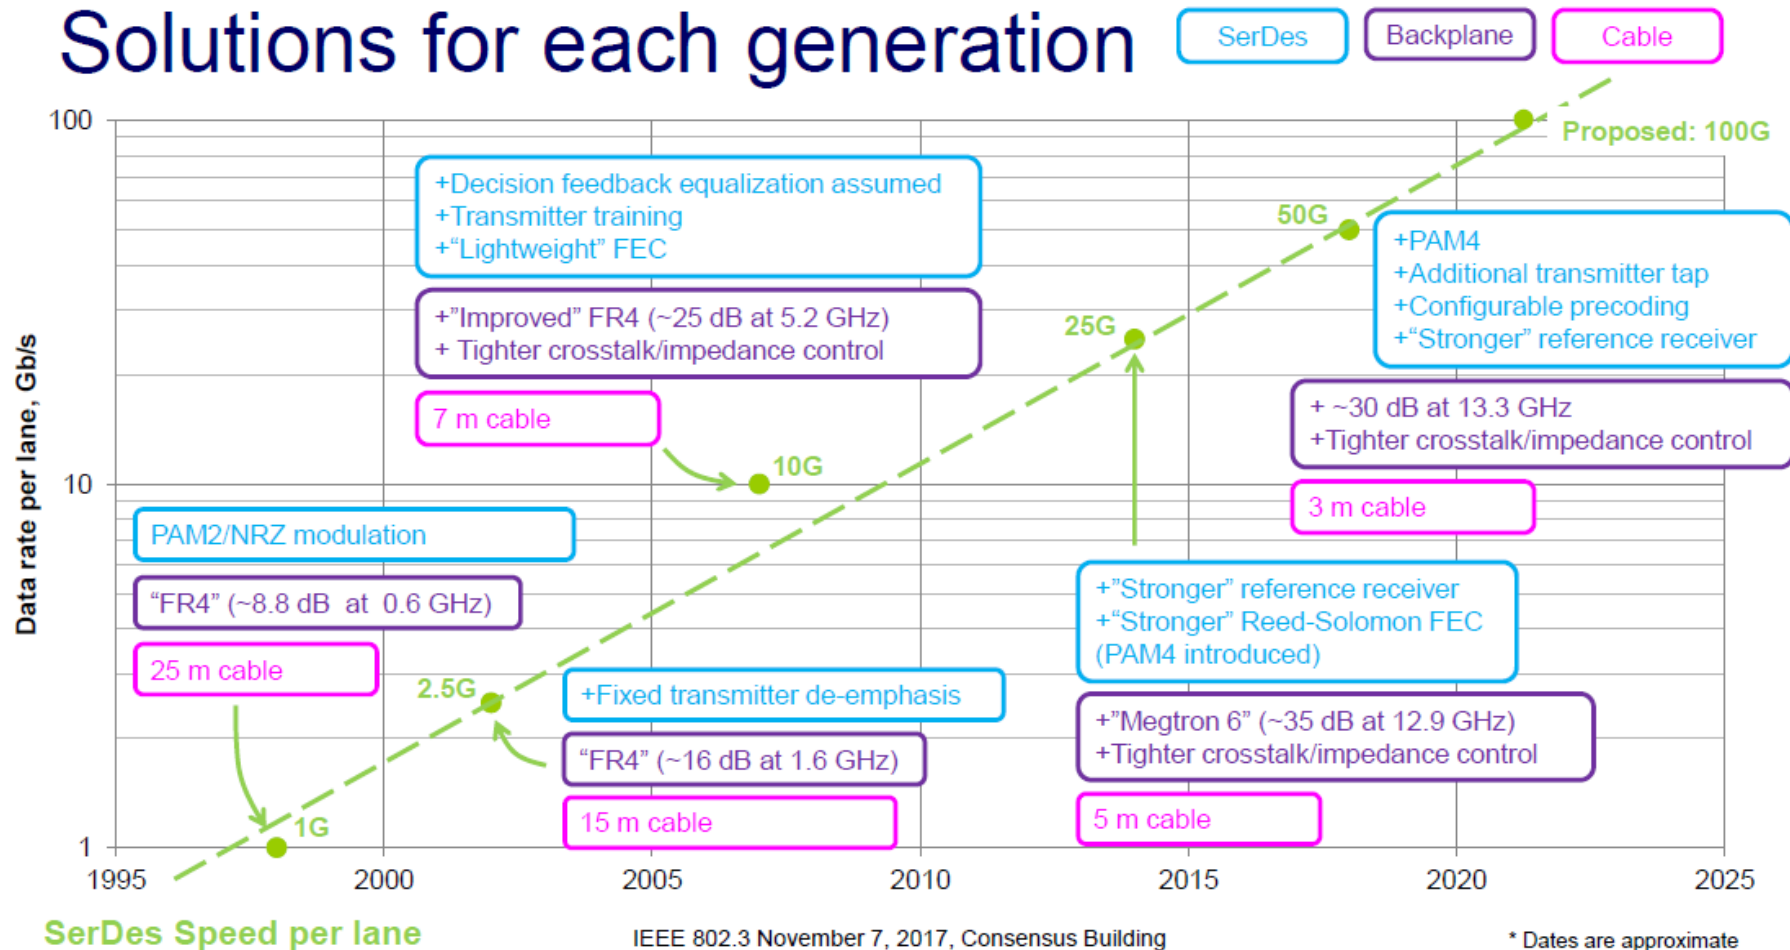 Solutions for each generation
SerDes
Backplane
Cable
100
Proposed: 100G
+Decision feedback equalization assumed
+Transmitter training
+“Lightweight” FEC
50G
+PAM4
+Additional transmitter tap
+Configurable precoding
+“Stronger” reference receiver
+”Improved” FR4 (~25 dB at 5.2 GHz)
+ Tighter crosstalk/impedance control
25G
7 m cable
+ ~30 dB at 13.3 GHz
+Tighter crosstalk/impedance control
Data rate per lane, Gb/s
10
10G
3 m cable
PAM2/NRZ modulation
“FR4” (~8.8 dB at 0.6 GHz)
25 m cable
+”Stronger” reference receiver
+“Stronger” Reed-Solomon FEC
(PAM4 introduced)
2.5G
+Fixed transmitter de-emphasis
“FR4” (~16 dB at 1.6 GHz)
15 m cable
+”Megtron 6” (~35 dB at 12.9 GHz)
+Tighter crosstalk/impedance control
5 m cable
1G
1
1995 2000 2005 2010 2015 2020 2025
SerDes Speed per lane
IEEE 802.3 November 7, 2017, Consensus Building
* Dates are approximate